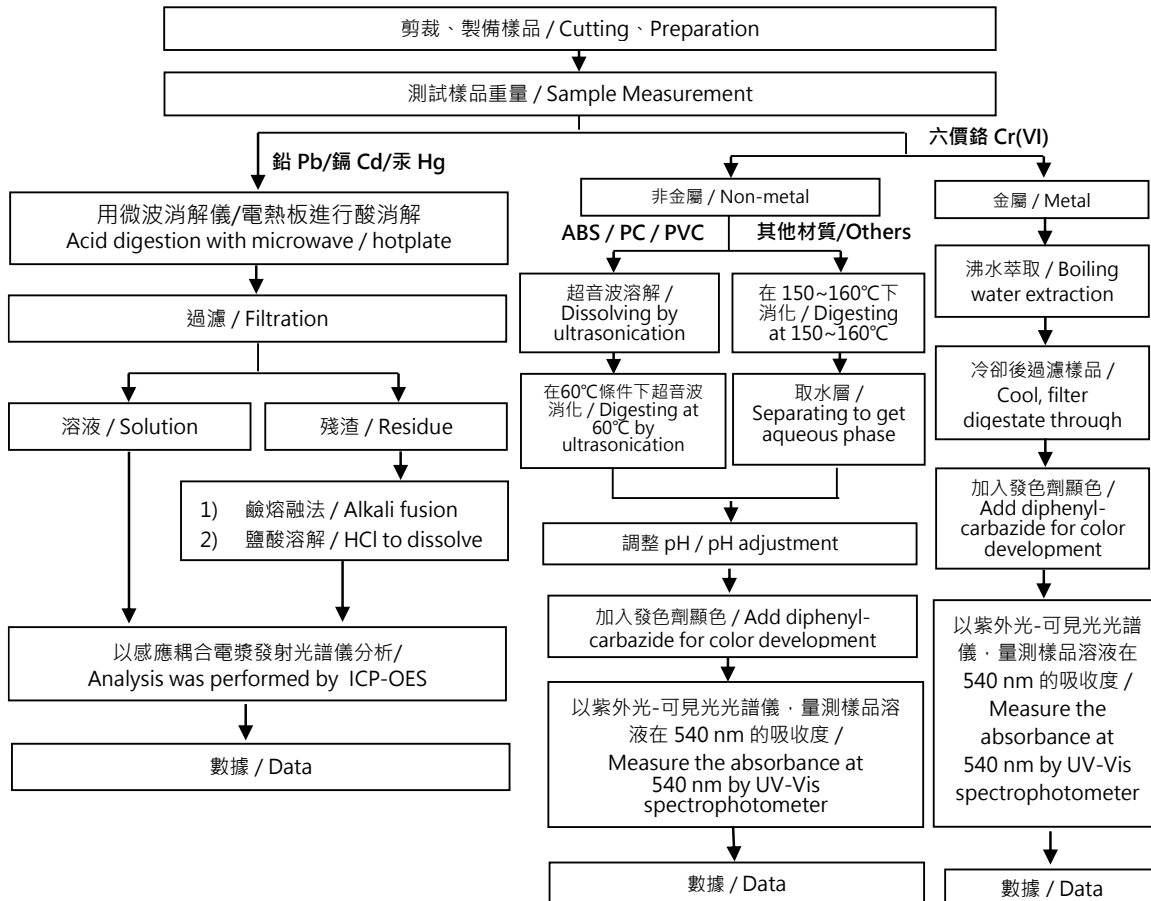 剪裁、製備樣品 / Cutting、Preparation
測試樣品重量 / Sample Measurement
鉛 Pb/鎘 Cd/汞 Hg
用微波消解儀/電熱板進行酸消解
Acid digestion with microwave / hotplate
過濾 / Filtration
溶液 / Solution
殘渣 / Residue
1) 鹼熔融法 / Alkali fusion
2) 鹽酸溶解 / HCl to dissolve
以感應耦合電漿發射光譜儀分析/
Analysis was performed by ICP-OES
數據 / Data
六價鉻 Cr(VI)
非金屬 / Non-metal
ABS / PC / PVC
超音波溶解 /
Dissolving by
ultrasonication
在60℃條件下超音波
消化 / Digesting at
60℃ by
ultrasonication
其他材質/Others
在 150~160℃下
消化 / Digesting
at 150~160℃
取水層 /
Separating to get
aqueous phase
調整 pH / pH adjustment
加入發色劑顯色 / Add diphenyl-
carbazide for color development
以紫外光-可見光光譜儀，量測樣品溶
液在 540 nm 的吸收度 /
Measure the absorbance at
540 nm by UV-Vis
spectrophotometer
數據 / Data
金屬 / Metal
沸水萃取 / Boiling
water extraction
冷卻後過濾樣品 /
Cool, filter
digestate through
加入發色劑顯色 /
Add diphenyl-
carbazide for color
development
以紫外光-可見光光譜
儀，量測樣品溶液在
540 nm 的吸收度 /
Measure the
absorbance at
540 nm by UV-Vis
spectrophotometer
數據 / Data